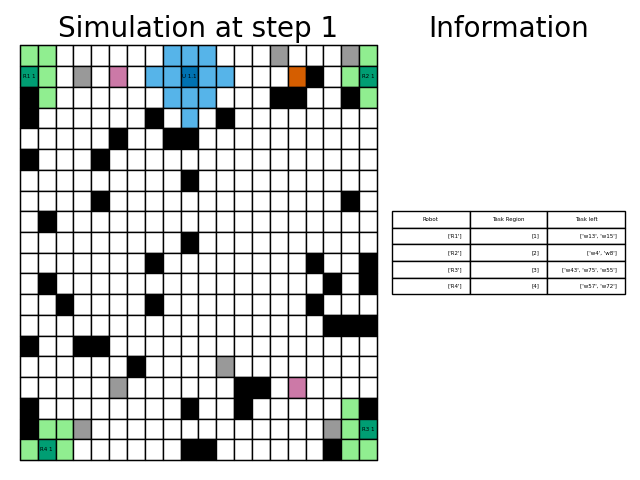 Simulation at step 1
Information
R1 1
U 1 1
R2 1
Robot Task Region Task left
['R1'] [1] ['w13', 'w15']
['R2'] [2] ['w4', 'w8']
['R3'] [3] ['w43', 'w75', 'w55']
['R4'] [4] ['w57', 'w72']
R3 1
R4 1